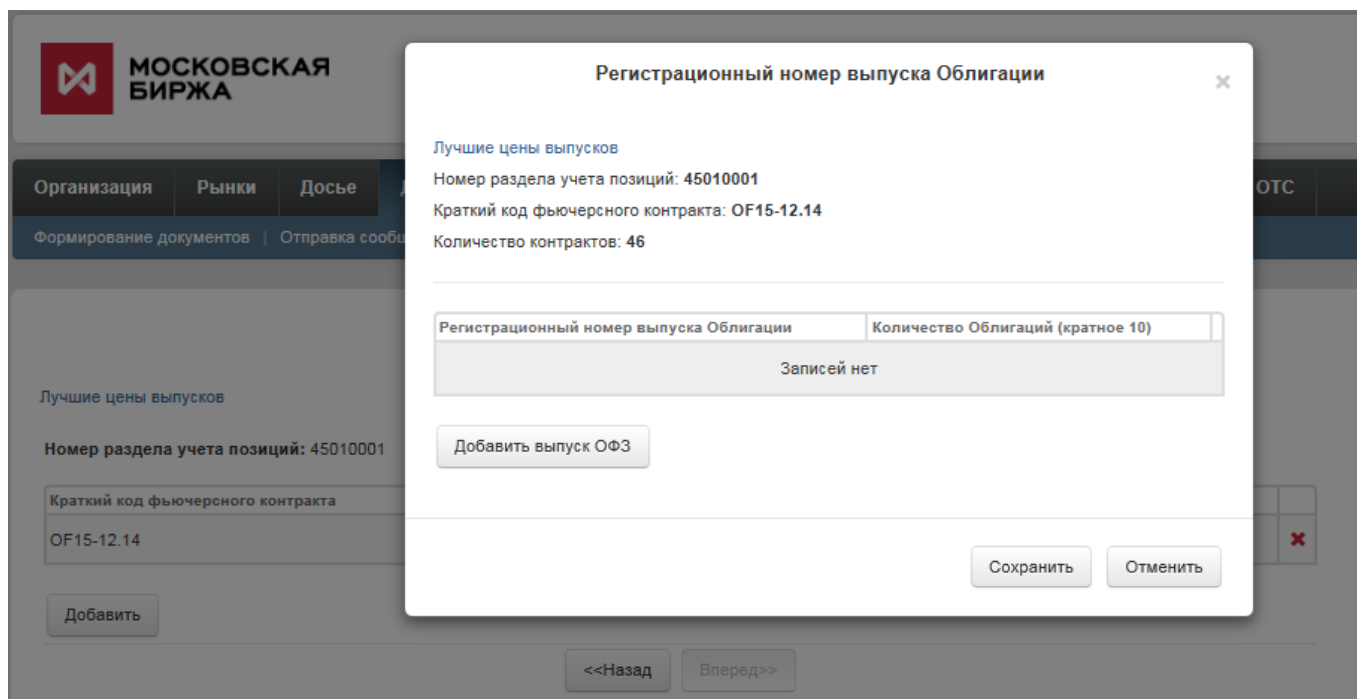 МОСКОВСКАЯ
БИРЖА
Организация Рынки Досье ОТС
Формирование документов | Отправка сообщ
Регистрационный номер выпуска Облигации
Лучшие цены выпусков
Номер раздела учета позиций: 45010001
Краткий код фьючерсного контракта: OF15-12.14
Количество контрактов: 46
Регистрационный номер выпуска Облигации Количество Облигаций (кратное 10)
Записей нет
Добавить выпуск ОФЗ
Сохранить Отменить
Лучшие цены выпусков
Номер раздела учета позиций: 45010001
Краткий код фьючерсного контракта
OF15-12.14
Добавить
<<Назад Вперед>>